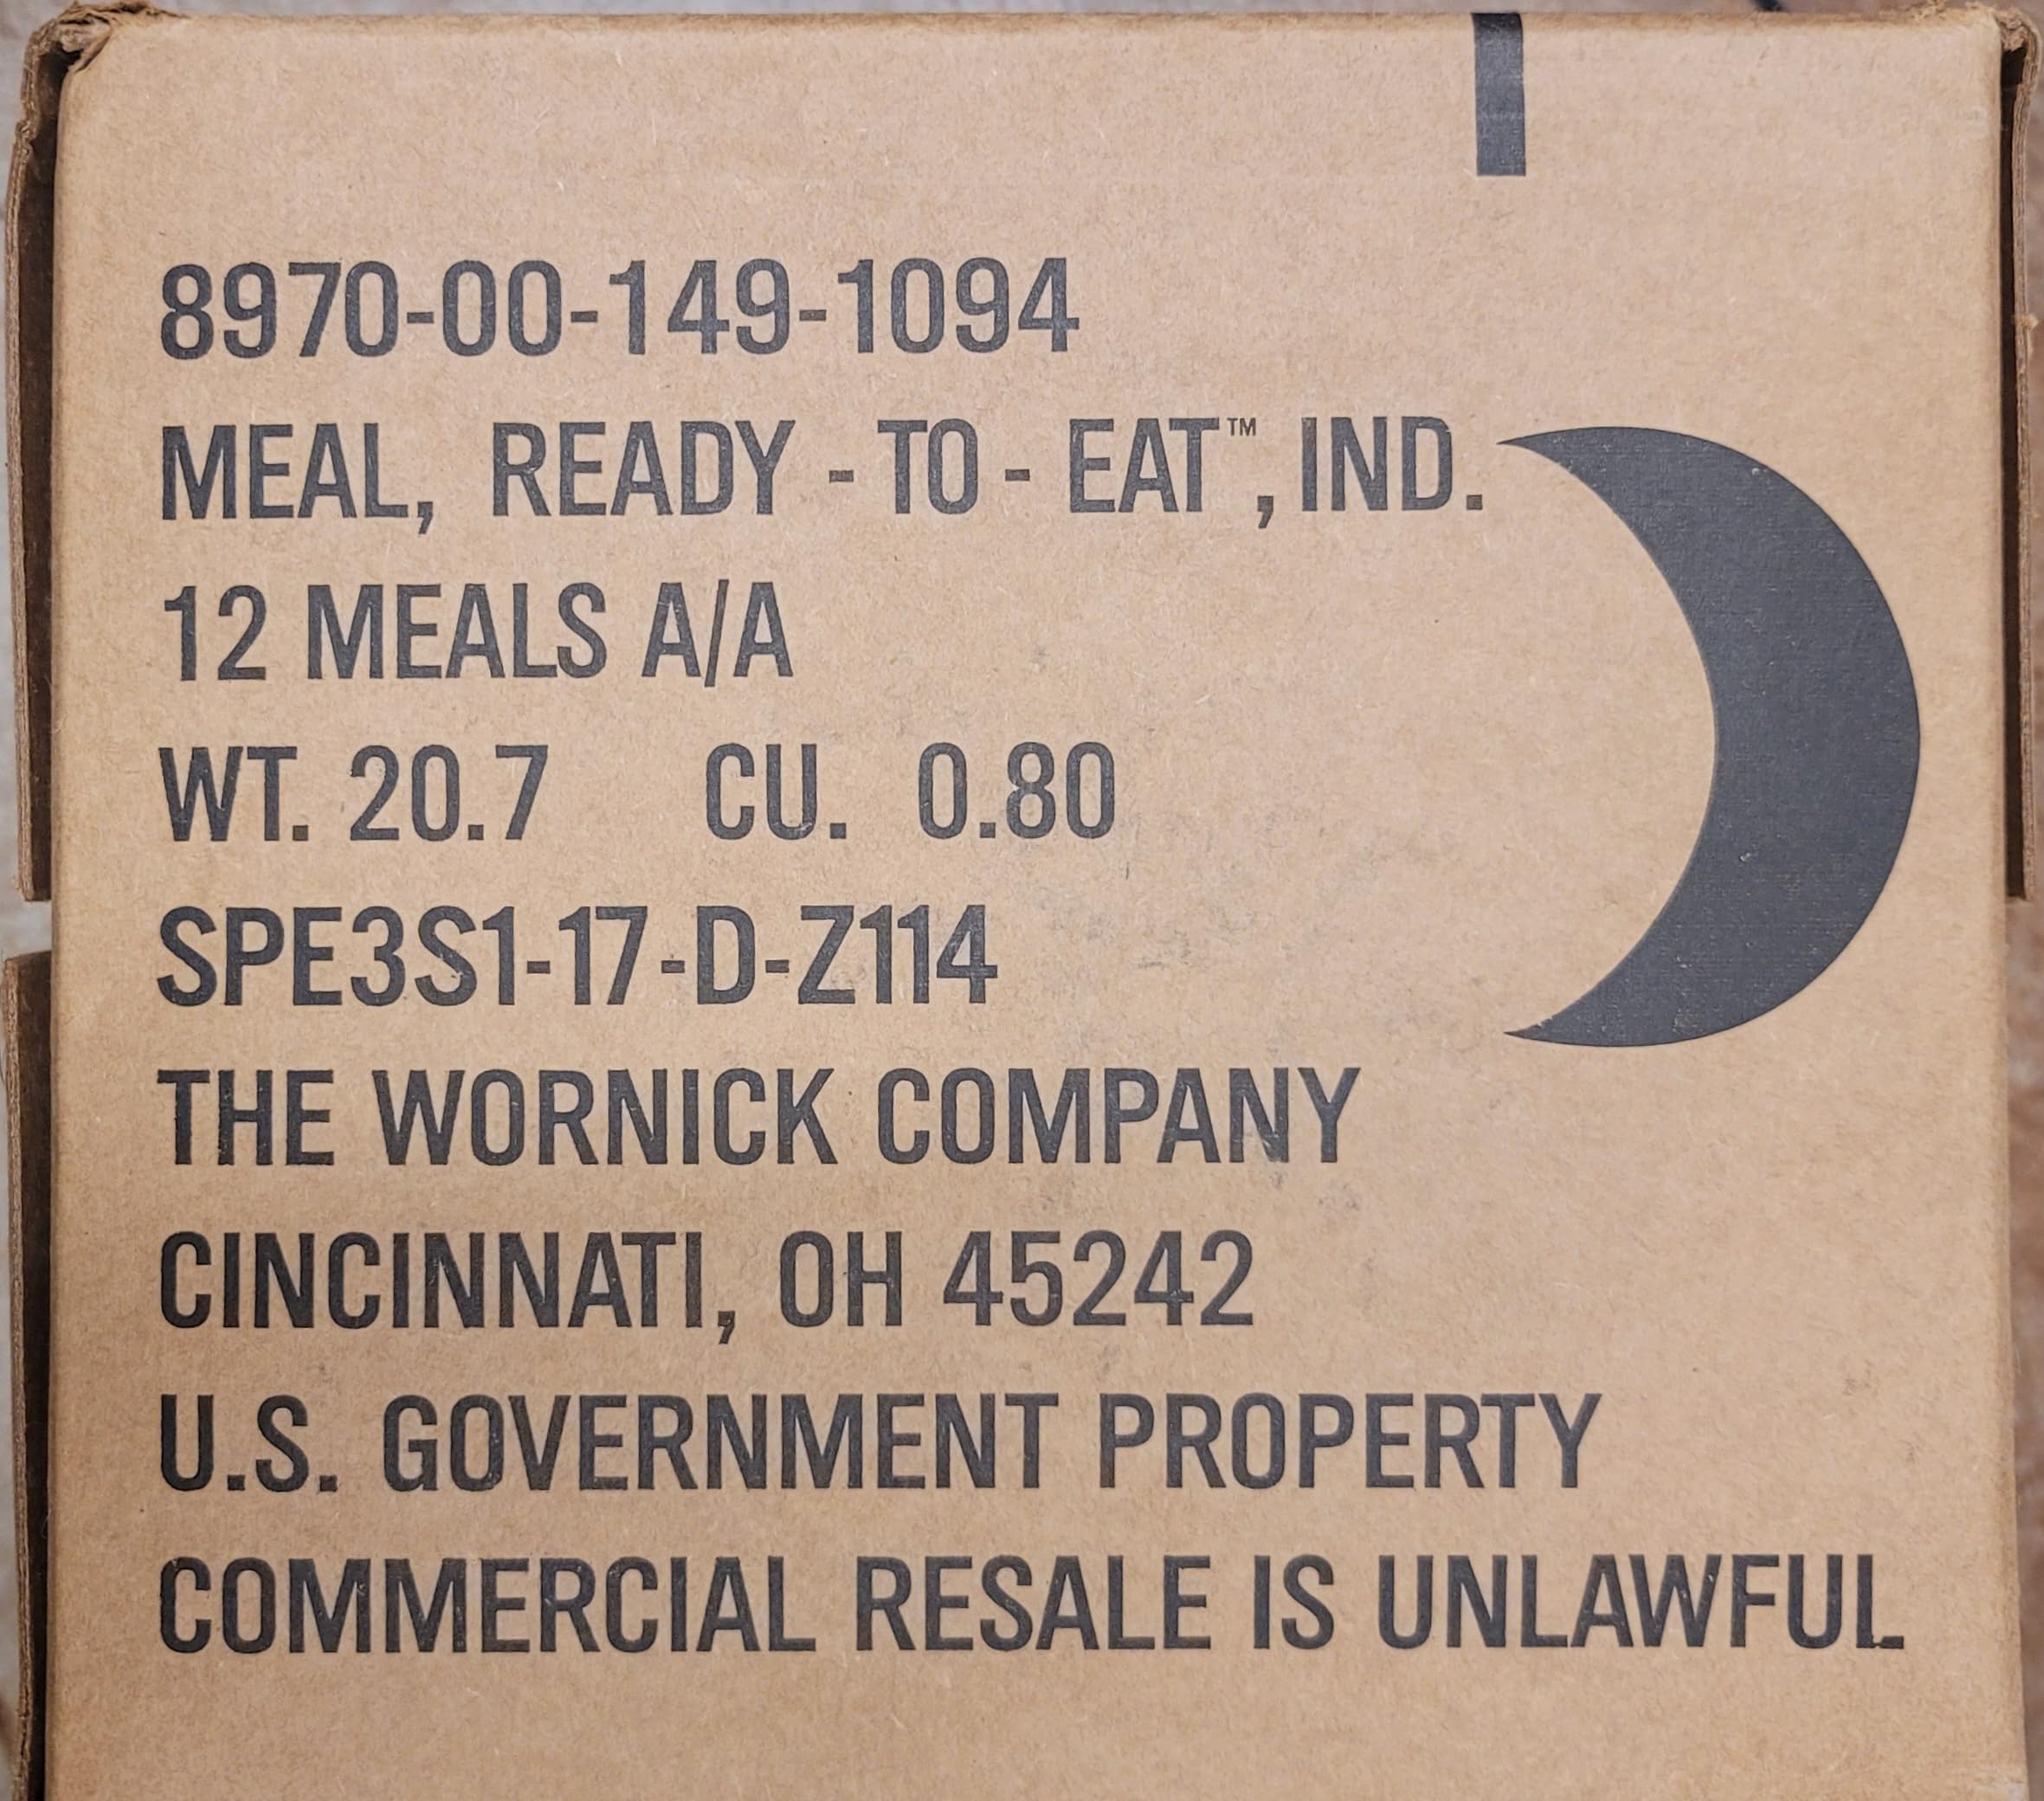 8970-00-149-1094
MEAL, READY - TO - EAT™, IND.
12 MEALS A/A
WT. 20.7 CU. 0.80
SPE3S1-17-D-Z114
THE WORNICK COMPANY
CINCINNATI, OH 45242
U.S. GOVERNMENT PROPERTY
COMMERCIAL RESALE IS UNLAWFUL